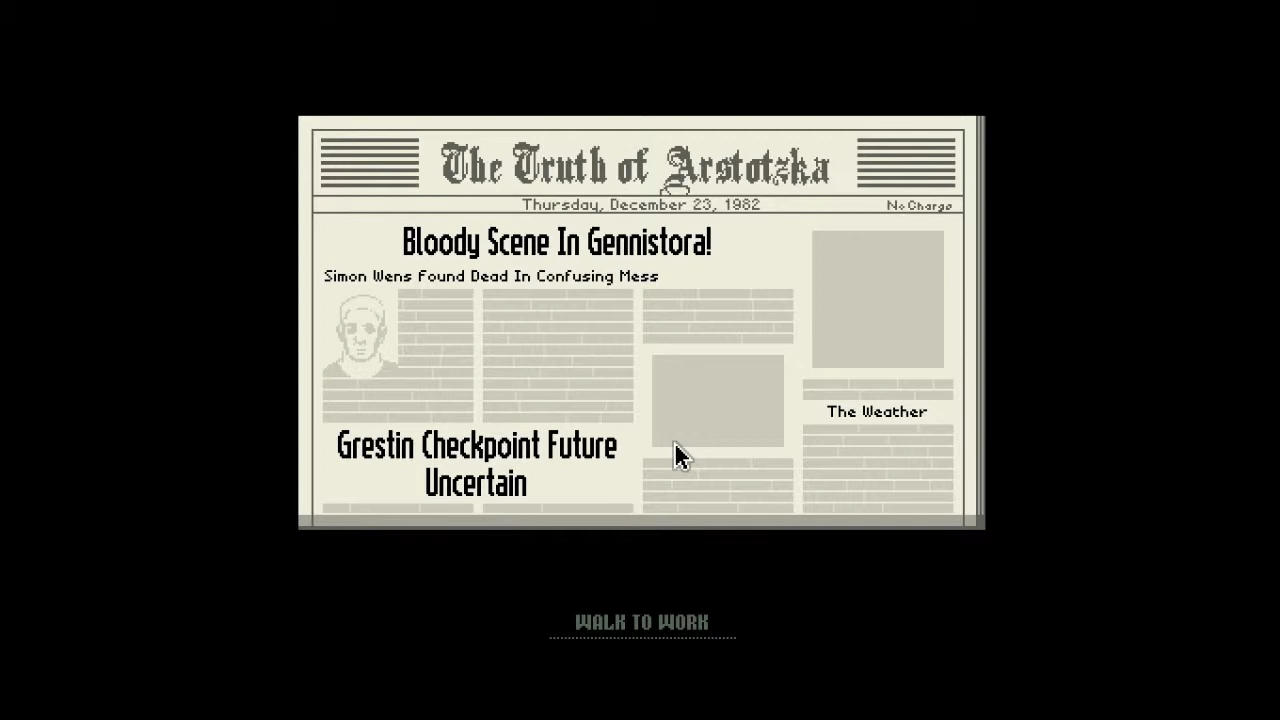 The Truth of Arstotzka
Thursday, December 23, 1982
No Charge
Bloody Scene In Gennistora!
Simon Wens Found Dead In Confusing Mess
Grestin Checkpoint Future
Uncertain
The Weather
WALK TO WORK